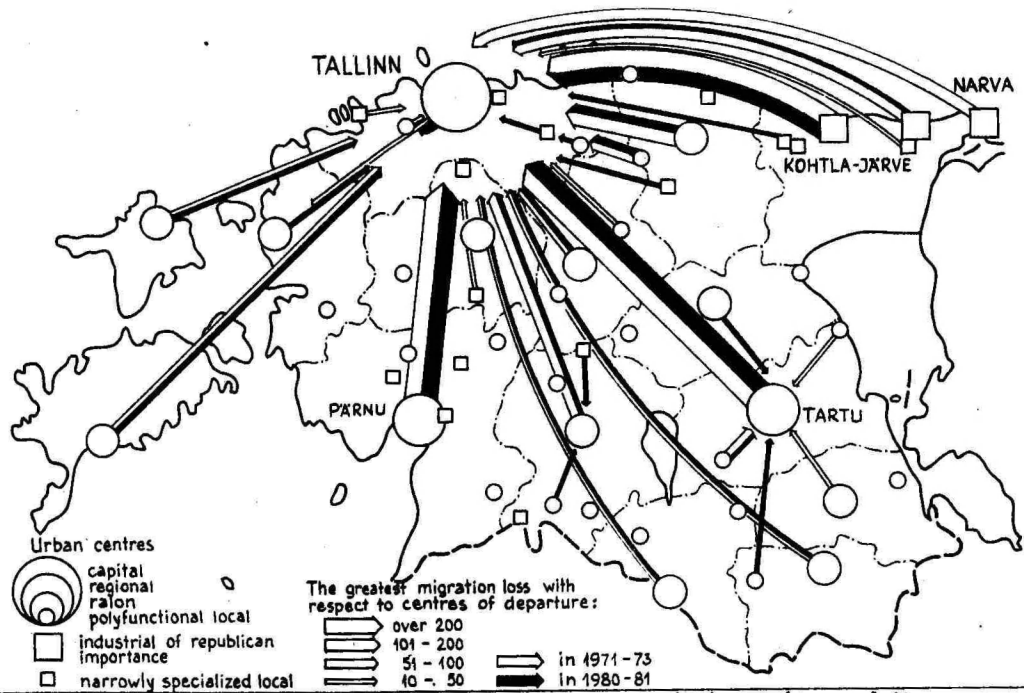 TALLINN
NARVA
KOHTLA-JÄRVE
PÄRNU
TARTU
Urban centres
capital
regional
raion
polyfunctional local
industrial of republican
importance
narrowly specialized local
The greatest migration loss with
respect to centres of departure:
over 200
101 - 200
51 - 100
10 - 50
in 1971-73
in 1980-81